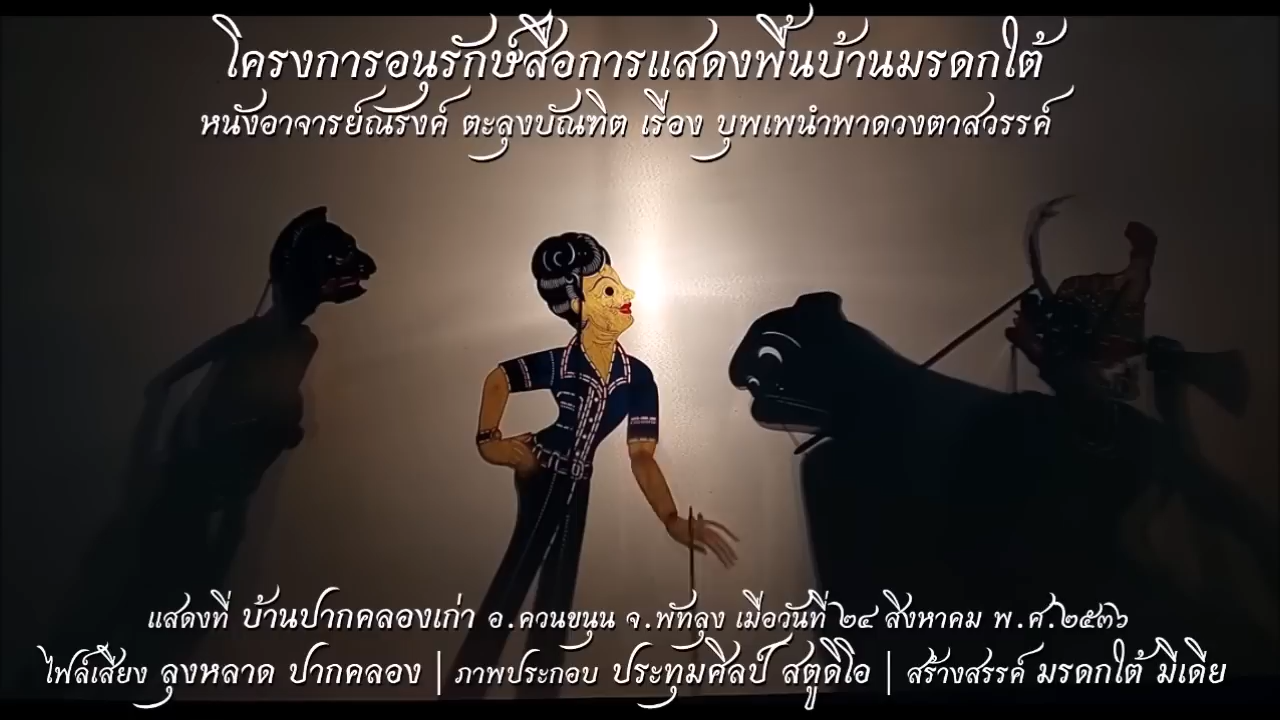 โครงการอนุรักษ์สื่อการแสดงพื้นบ้านมรดกใต้
หนังอาจารย์ณรงค์ ตะลุงบัณฑิต เรื่อง บุพเพนำพาดวงตาสวรรค์
แสดงที่ บ้านปากคลองเก่า อ.ควนขนุน จ.พัทลุง เมื่อวันที่ ๒๔ สิงหาคม พ.ศ.๒๕๓๖
ไฟล์เสียง ลุงหลาด ปากคลอง | ภาพประกอบ ประทุมศิลป์ สตูดิโอ | สร้างสรรค์ มรดกใต้ มีเดีย